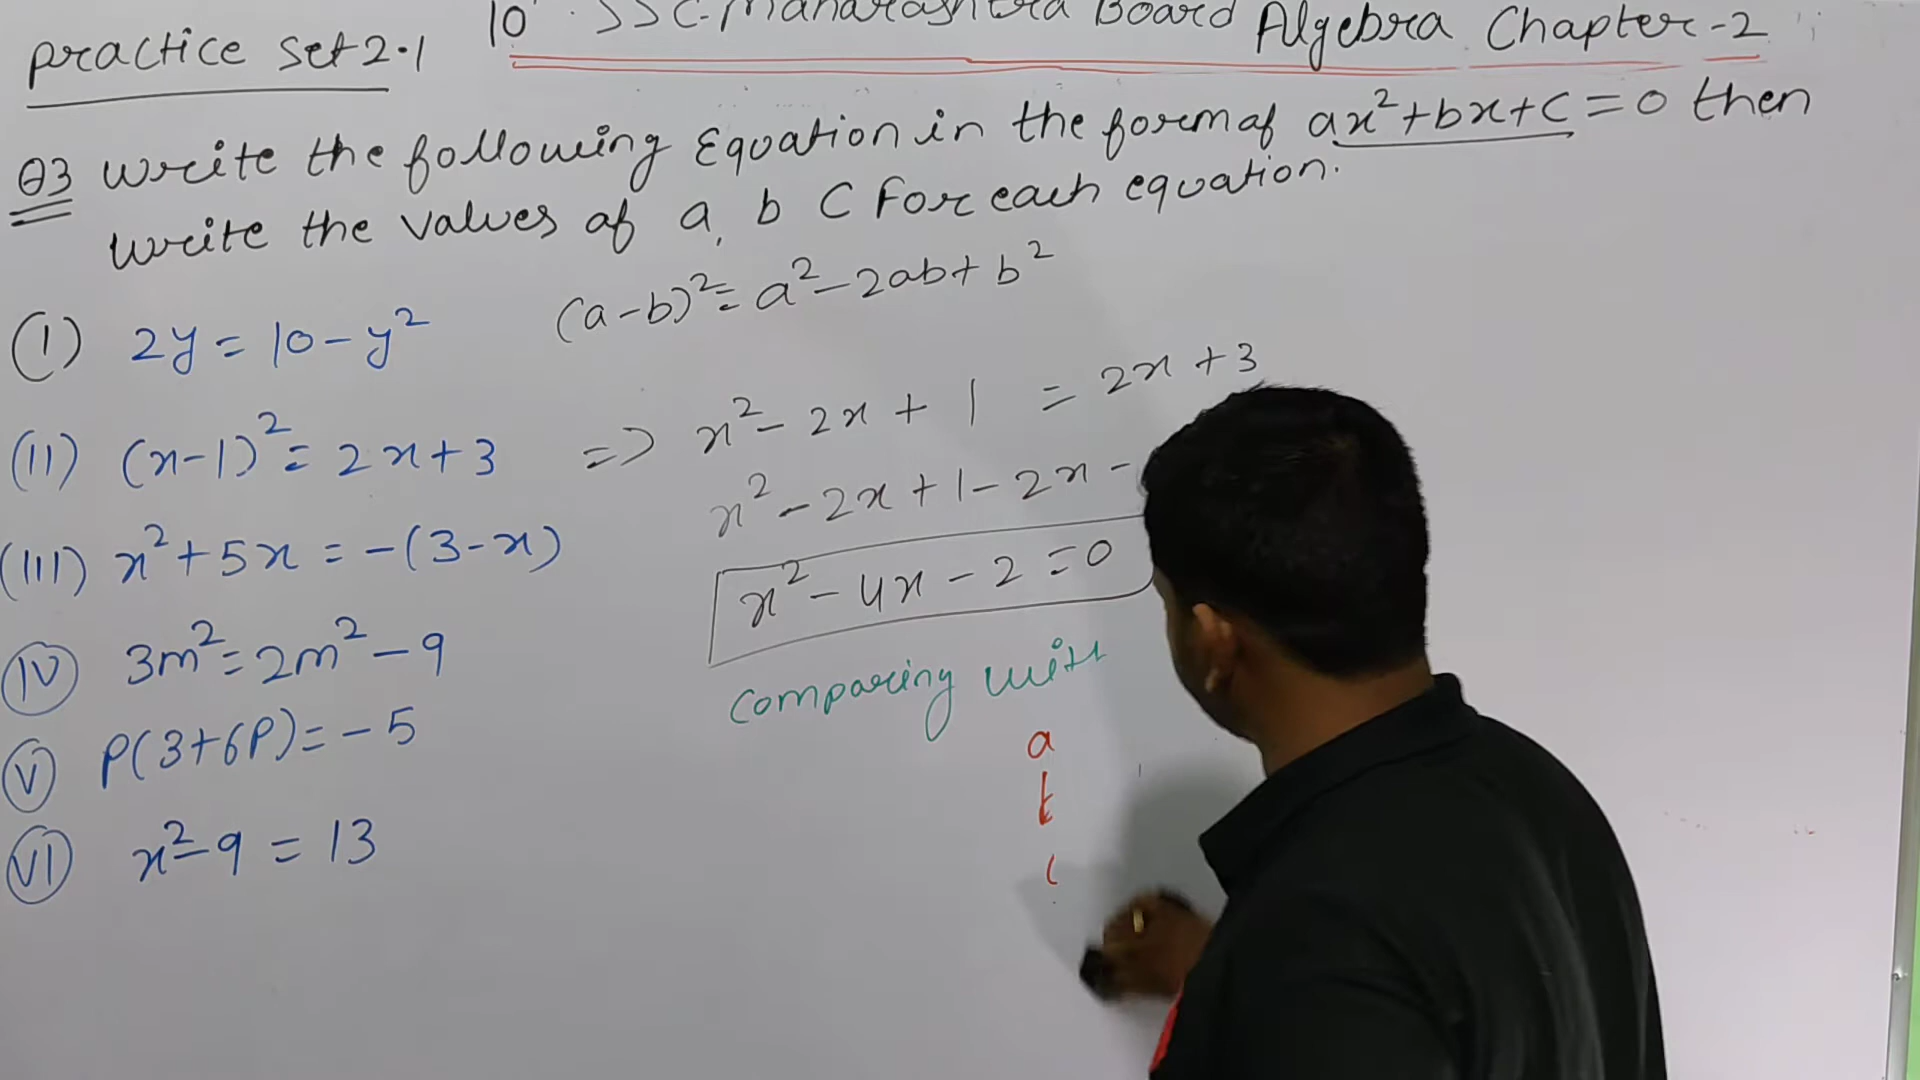 Practice Set 2.1 10 SSC-Maharashtra Board Algebra Chapter-2
Q3 Write the following Equation in the form of ax²+bx+c=0 then
write the values of a, b C for each equation.
(a-b)²=a²-2ab+b²
(I) 2y=10-y²
(II) (x-1)²=2x+3 => x²-2x+1 = 2x+3
x²-2x+1-2x-
x²-4x-2=0
(III) x²+5x=-(3-x)
(IV) 3m²=2m²-9
(V) P(3+6P)=-5
(VI) x²-9=13
comparing with
a